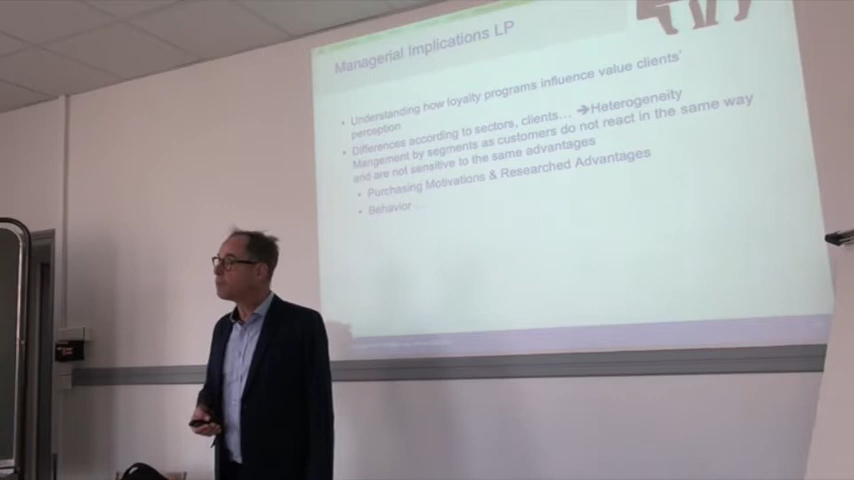 Managerial Implications LP
• Understanding how loyalty programs influence value clients'
perception
• Differences according to sectors, clients... ➔Heterogeneity
Mangement by segments as customers do not react in the same way
and are not sensitive to the same advantages
• Purchasing Motivations & Researched Advantages
• Behavior ...